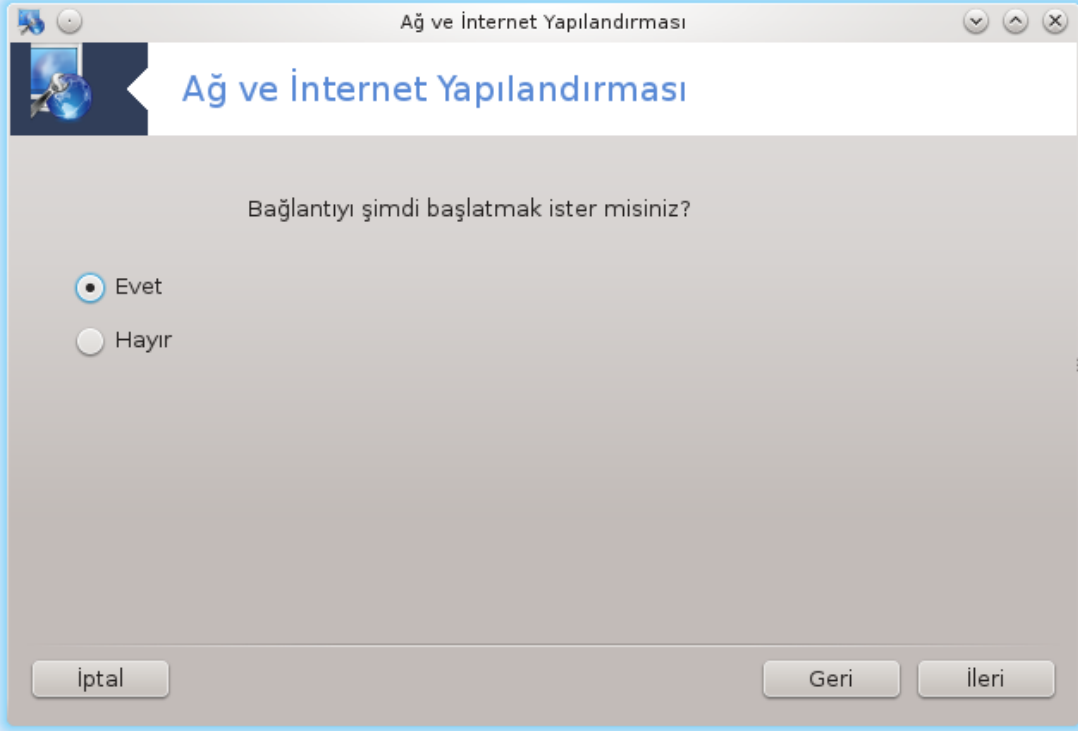 Ağ ve İnternet Yapılandırması
Ağ ve İnternet Yapılandırması
Bağlantıyı şimdi başlatmak ister misiniz?
Evet
Hayır
İptal
Geri
İleri